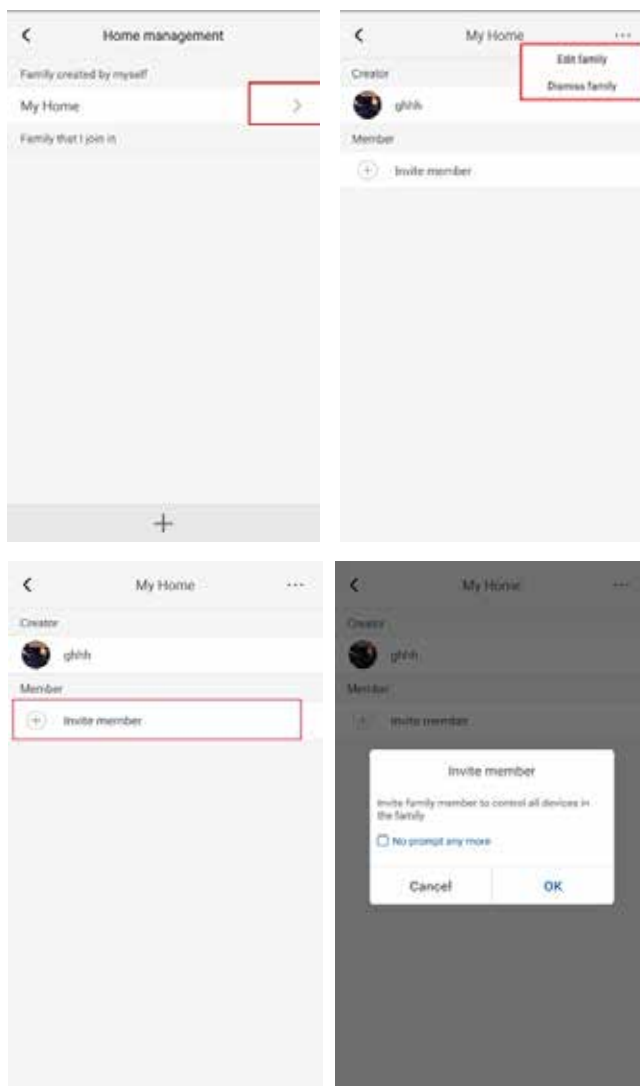 Home management
Family created by myself
My Home
Family that I join in
My Home
Edit family
Dismiss family
Creator
ghhh
Member
Invite member
My Home
Creator
ghhh
Member
Invite member
My Home
Creator
ghhh
Member
Invite member
Invite member
Invite family member to control all devices in
the family
No prompt any more
Cancel
OK